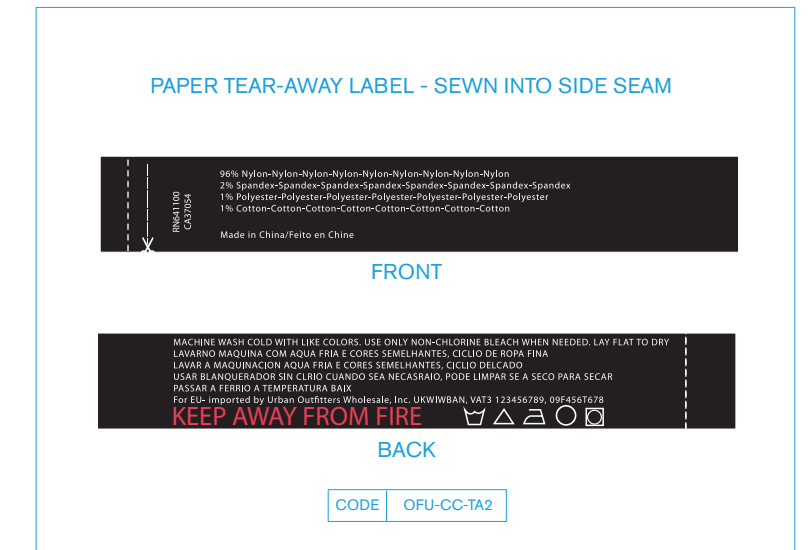 PAPER TEAR-AWAY LABEL - SEWN INTO SIDE SEAM
RN641100
CA37054
96% Nylon-Nylon-Nylon-Nylon-Nylon-Nylon-Nylon-Nylon-Nylon
2% Spandex-Spandex-Spandex-Spandex-Spandex-Spandex-Spandex-Spandex
1% Polyester-Polyester-Polyester-Polyester-Polyester-Polyester-Polyester
1% Cotton-Cotton-Cotton-Cotton-Cotton-Cotton-Cotton-Cotton
Made in China/Feito en Chine
FRONT
MACHINE WASH COLD WITH LIKE COLORS. USE ONLY NON-CHLORINE BLEACH WHEN NEEDED. LAY FLAT TO DRY
LAVARNO MAQUINA COM AQUA FRIA E CORES SEMELHANTES, CICLIO DE ROPA FINA
LAVAR A MAQUINACION AQUA FRIA E CORES SEMELHANTES, CICLIO DELCADO
USAR BLANQUERADOR SIN CLRIO CUANDO SEA NECASRAIO, PODE LIMPAR SE A SECO PARA SECAR
PASSAR A FERRIO A TEMPERATURA BAIX
For EU- imported by Urban Outfitters Wholesale, Inc. UKWIWBAN, VAT3 123456789, 09F456T678
KEEP AWAY FROM FIRE
BACK
CODE OFU-CC-TA2